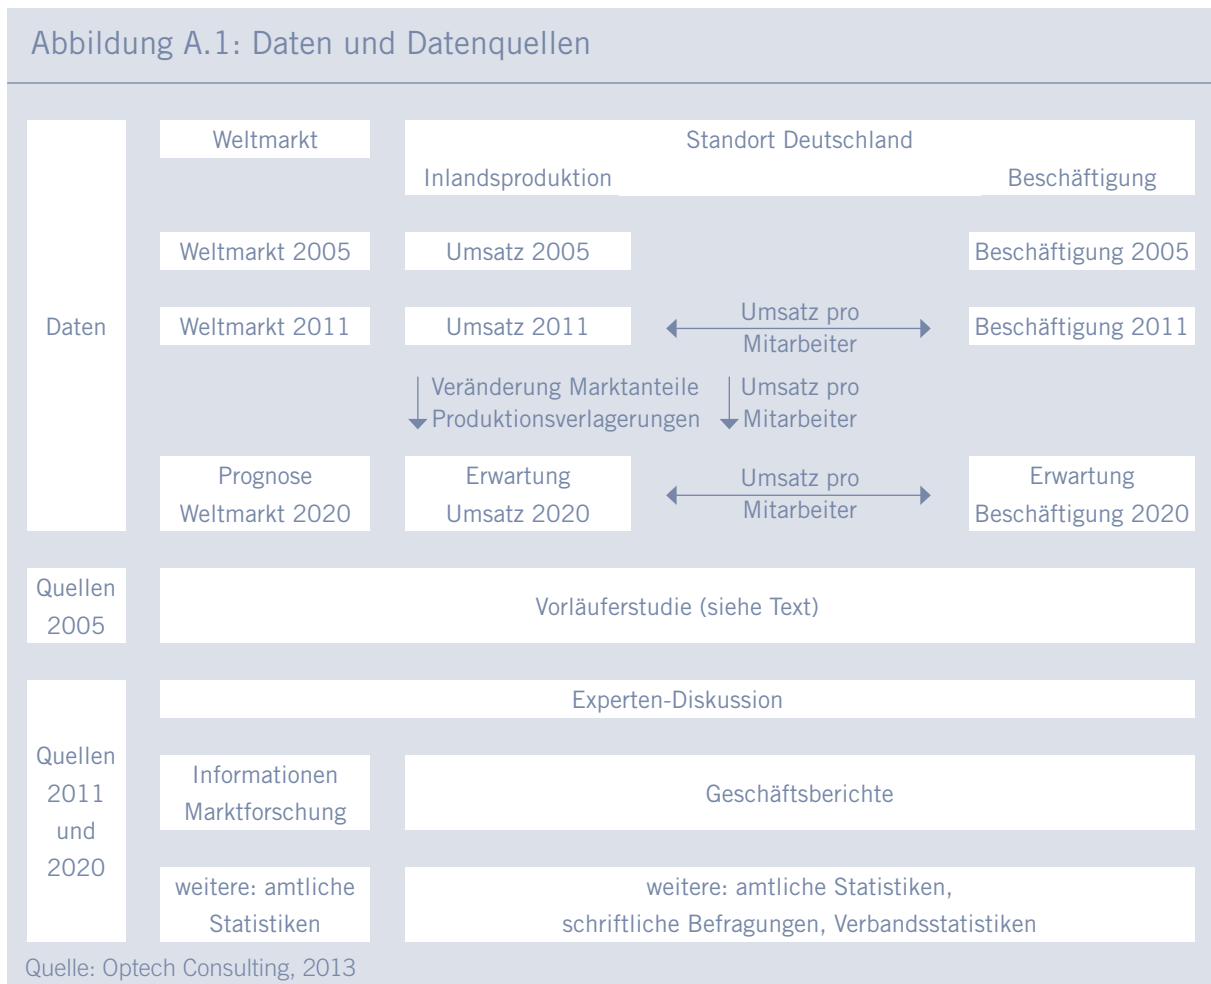 Abbildung A.1: Daten und Datenquellen
Weltmarkt
Standort Deutschland
Inlandsproduktion
Beschäftigung
Daten
Weltmarkt 2005
Umsatz 2005
Beschäftigung 2005
Weltmarkt 2011
Umsatz 2011
Umsatz pro
Mitarbeiter
Beschäftigung 2011
Veränderung Marktanteile
Produktionsverlagerungen
Umsatz pro
Mitarbeiter
Prognose
Weltmarkt 2020
Erwartung
Umsatz 2020
Umsatz pro
Mitarbeiter
Erwartung
Beschäftigung 2020
Quellen
2005
Vorläuferstudie (siehe Text)
Quellen
2011
und
2020
Experten-Diskussion
Informationen
Marktforschung
Geschäftsberichte
weitere: amtliche
Statistiken
weitere: amtliche Statistiken,
schriftliche Befragungen, Verbandsstatistiken
Quelle: Optech Consulting, 2013